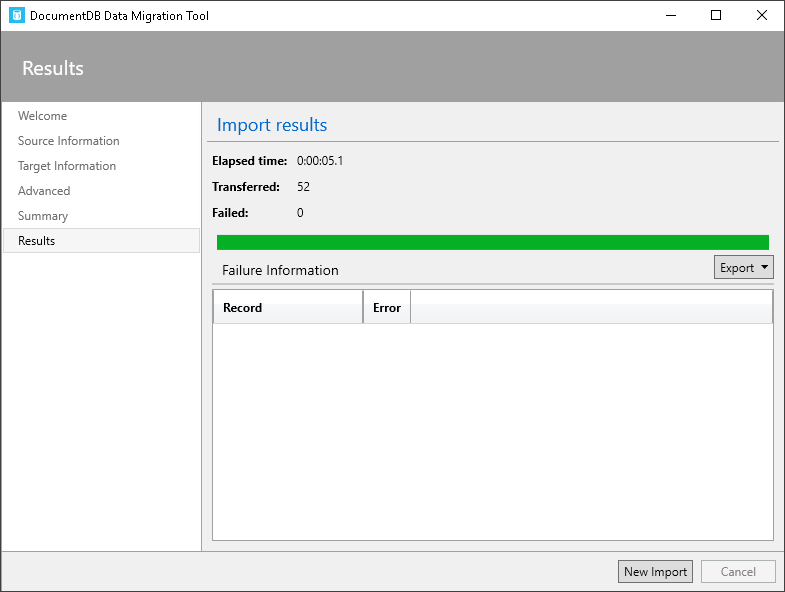 DocumentDB Data Migration Tool
Results
Welcome
Source Information
Target Information
Advanced
Summary
Results
Import results
Elapsed time: 0:00:05.1
Transferred: 52
Failed: 0
Failure Information
Export
Record Error
New Import Cancel